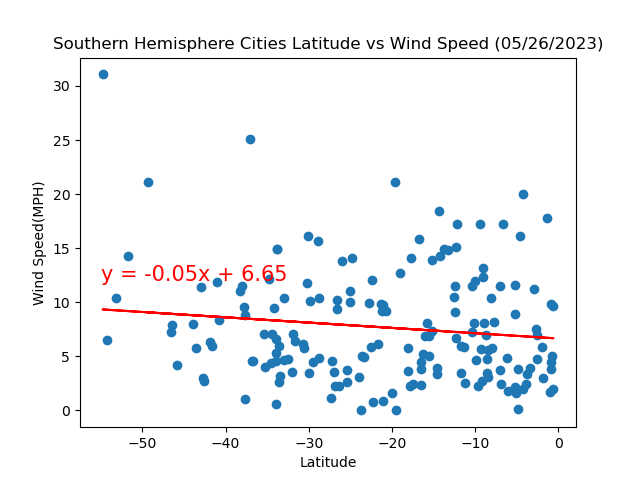 Southern Hemisphere Cities Latitude vs Wind Speed (05/26/2023)
30
25
20
15
10
5
0
Wind Speed(MPH)
y = -0.05x + 6.65
−50 −40 −30 −20 −10 0
Latitude